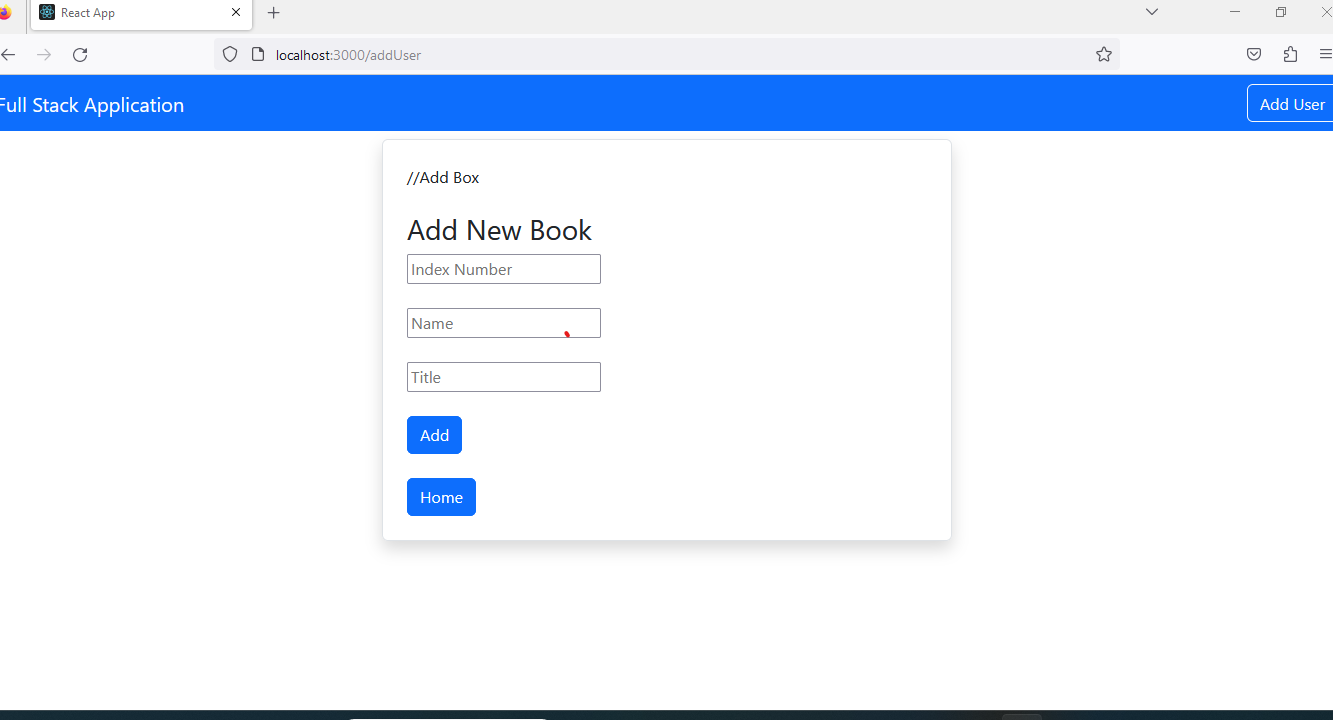 React App
localhost:3000/addUser
Full Stack Application
Add User
//Add Box
Add New Book
Index Number
Name
Title
Add
Home